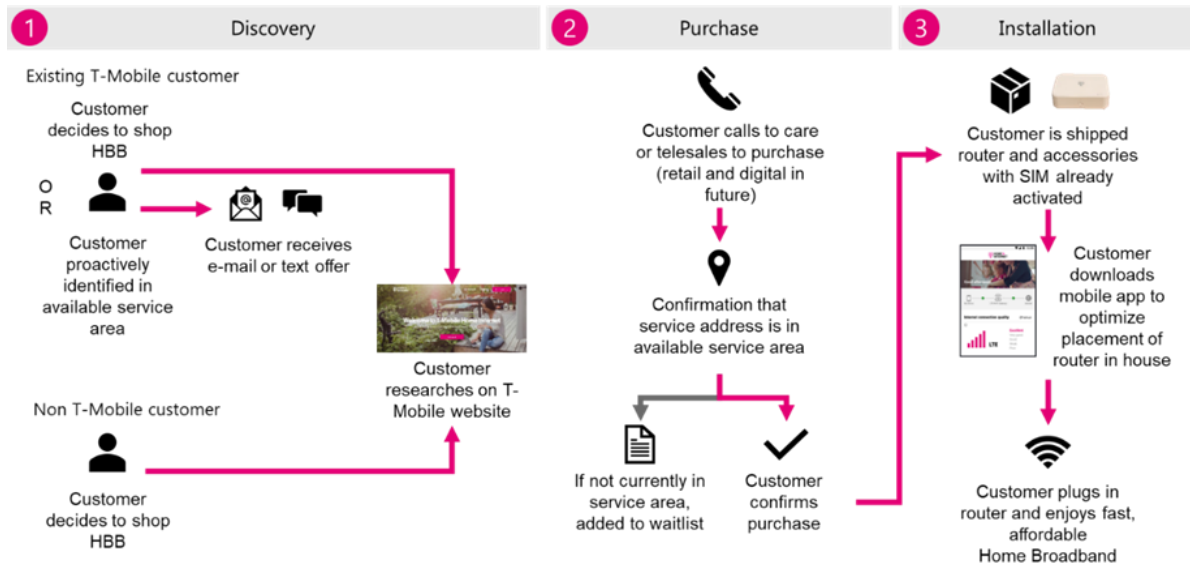 1
Discovery
2
Purchase
3
Installation
Existing T-Mobile customer
Customer
decides to shop
HBB
O
R
Customer
proactively
identified in
available service
area
Customer receives
e-mail or text offer
Customer
researches on T-
Mobile website
Non T-Mobile customer
Customer
decides to shop
HBB
Customer calls to care
or telesales to purchase
(retail and digital in
future)
Confirmation that
service address is in
available service area
If not currently in
service area,
added to waitlist
Customer
confirms
purchase
Customer is shipped
router and accessories
with SIM already
activated
Internet connection quality
LTE
Customer
downloads
mobile app to
optimize
placement of
router in house
Customer plugs in
router and enjoys fast,
affordable
Home Broadband